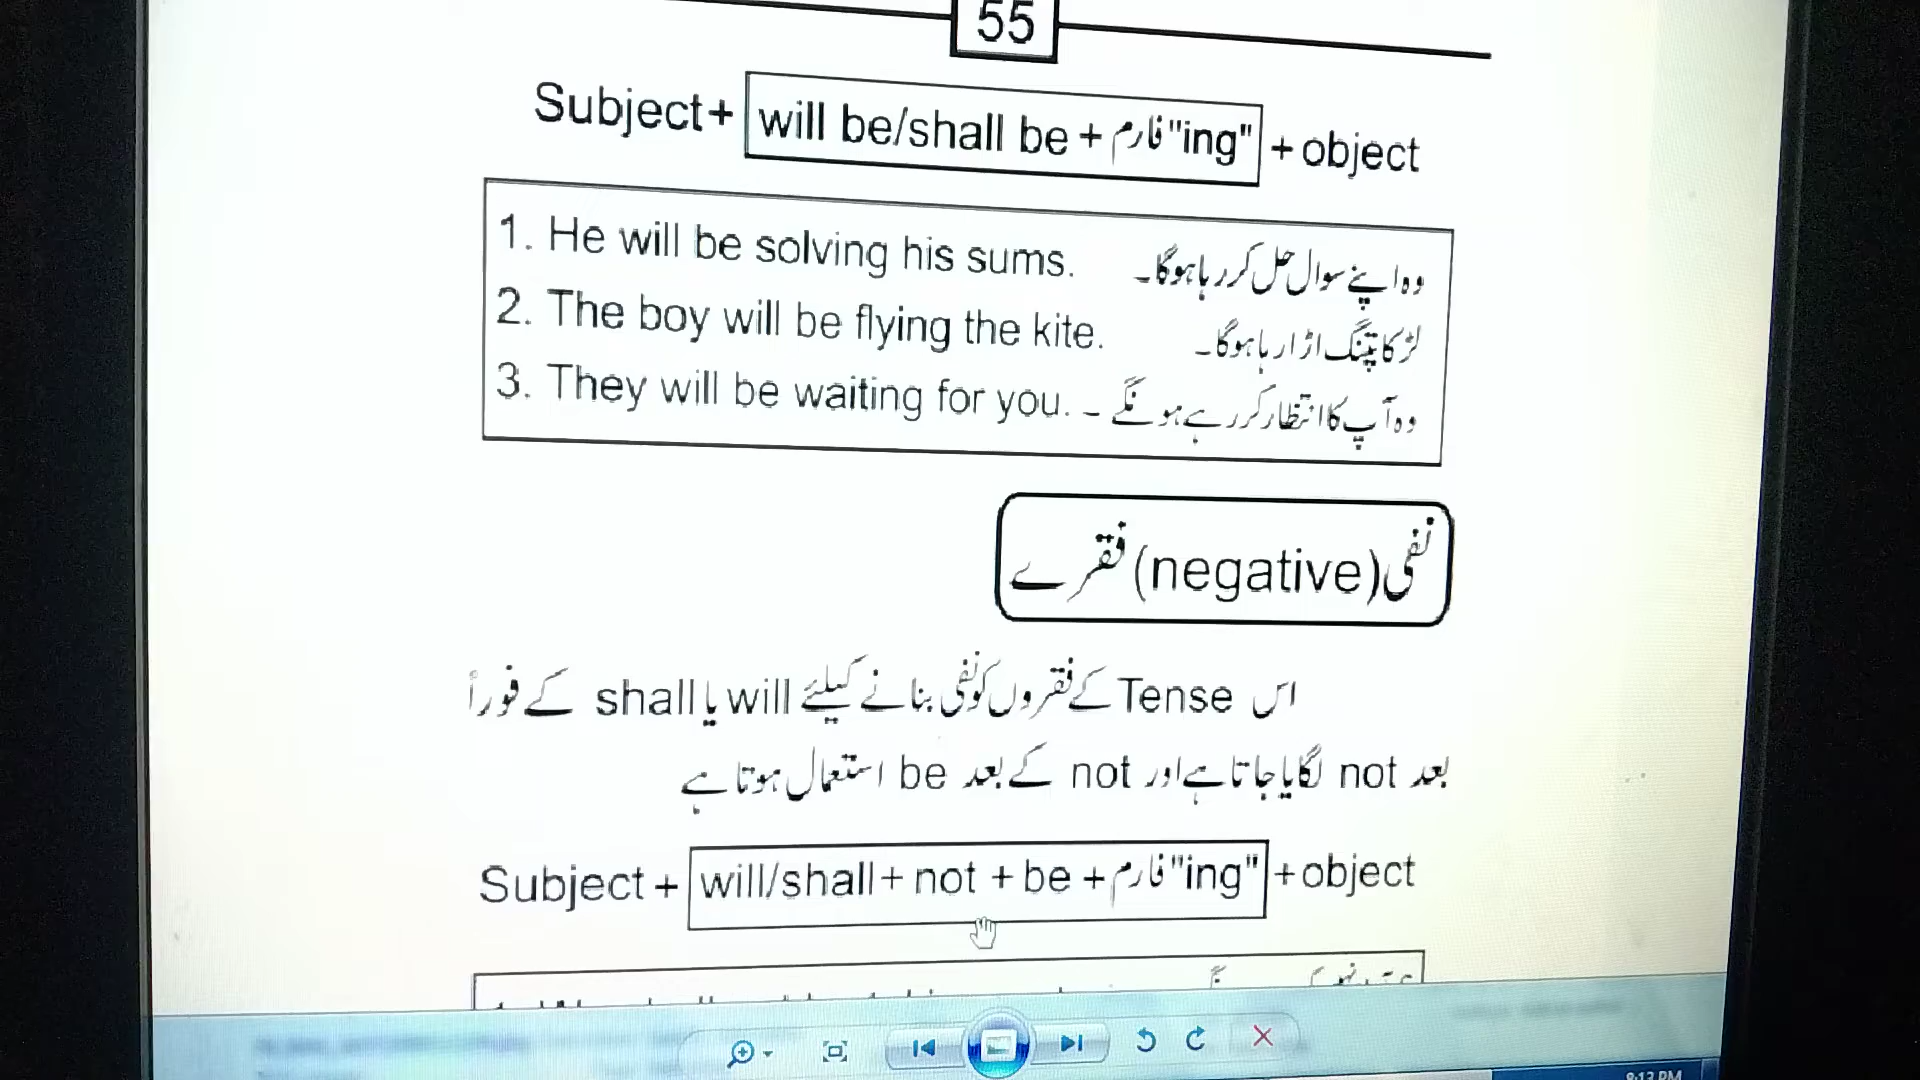 55
Subject + will be/shall be + فارم "ing" + object
1. He will be solving his sums. وہ اپنے سوال حل کر رہا ہوگا۔
2. The boy will be flying the kite. لڑکا پتنگ اڑا رہا ہوگا۔
3. They will be waiting for you. وہ آپ کا انتظار کر رہے ہونگے۔
نفی (negative) فقرے
اس Tense کے فقروں کو نفی بنانے کیلئے will یا shall کے فوراً
بعد not لگایا جاتا ہے اور not کے بعد be استعمال ہوتا ہے
Subject + will/shall + not + be + فارم "ing" + object
8:13 PM